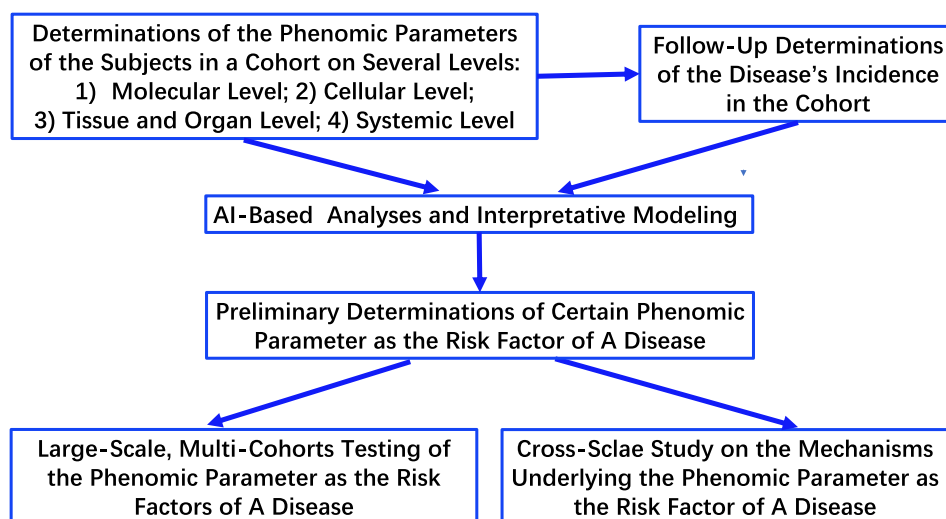 Determinations of the Phenomic Parameters
of the Subjects in a Cohort on Several Levels:
1) Molecular Level; 2) Cellular Level;
3) Tissue and Organ Level; 4) Systemic Level
Follow-Up Determinations
of the Disease's Incidence
in the Cohort
AI-Based Analyses and Interpretative Modeling
Preliminary Determinations of Certain Phenomic
Parameter as the Risk Factor of A Disease
Large-Scale, Multi-Cohorts Testing of
the Phenomic Parameter as the Risk
Factors of A Disease
Cross-Sclae Study on the Mechanisms
Underlying the Phenomic Parameter as
the Risk Factor of A Disease